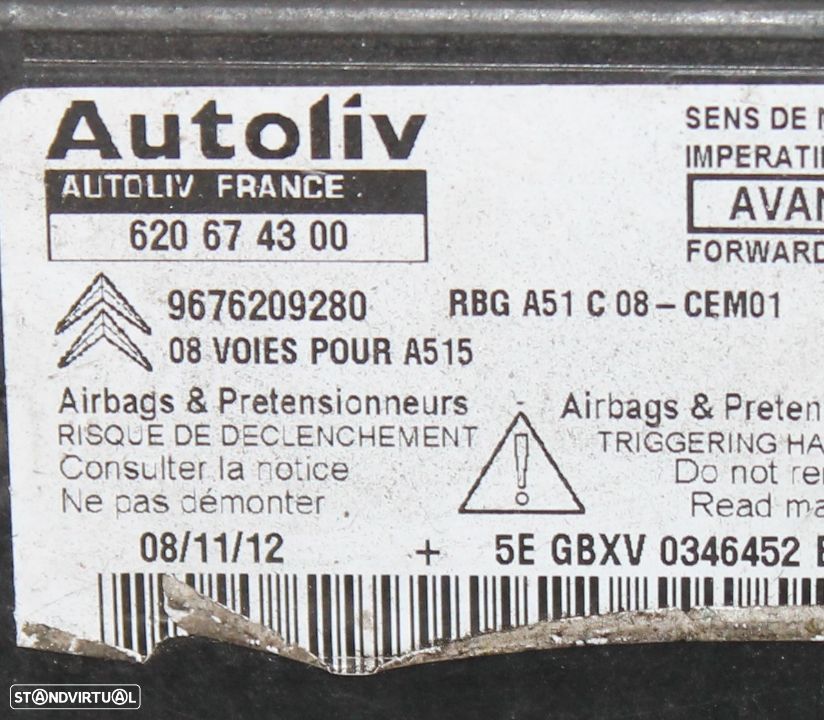 Autoliv
AUTOLIV FRANCE
620 67 43 00
SENS DE
IMPERATI
AVAN
FORWARD
9676209280
RBG A51 C 08-CEM01
08 VOIES POUR A515
Airbags & Pretensionneurs
RISQUE DE DECLENCHEMENT
Consulter la notice
Ne pas démonter
Airbags & Preten
TRIGGERING HA
Do not re
Read ma
08/11/12 + 5E GBXV 0346452
STANDVIRTUAL